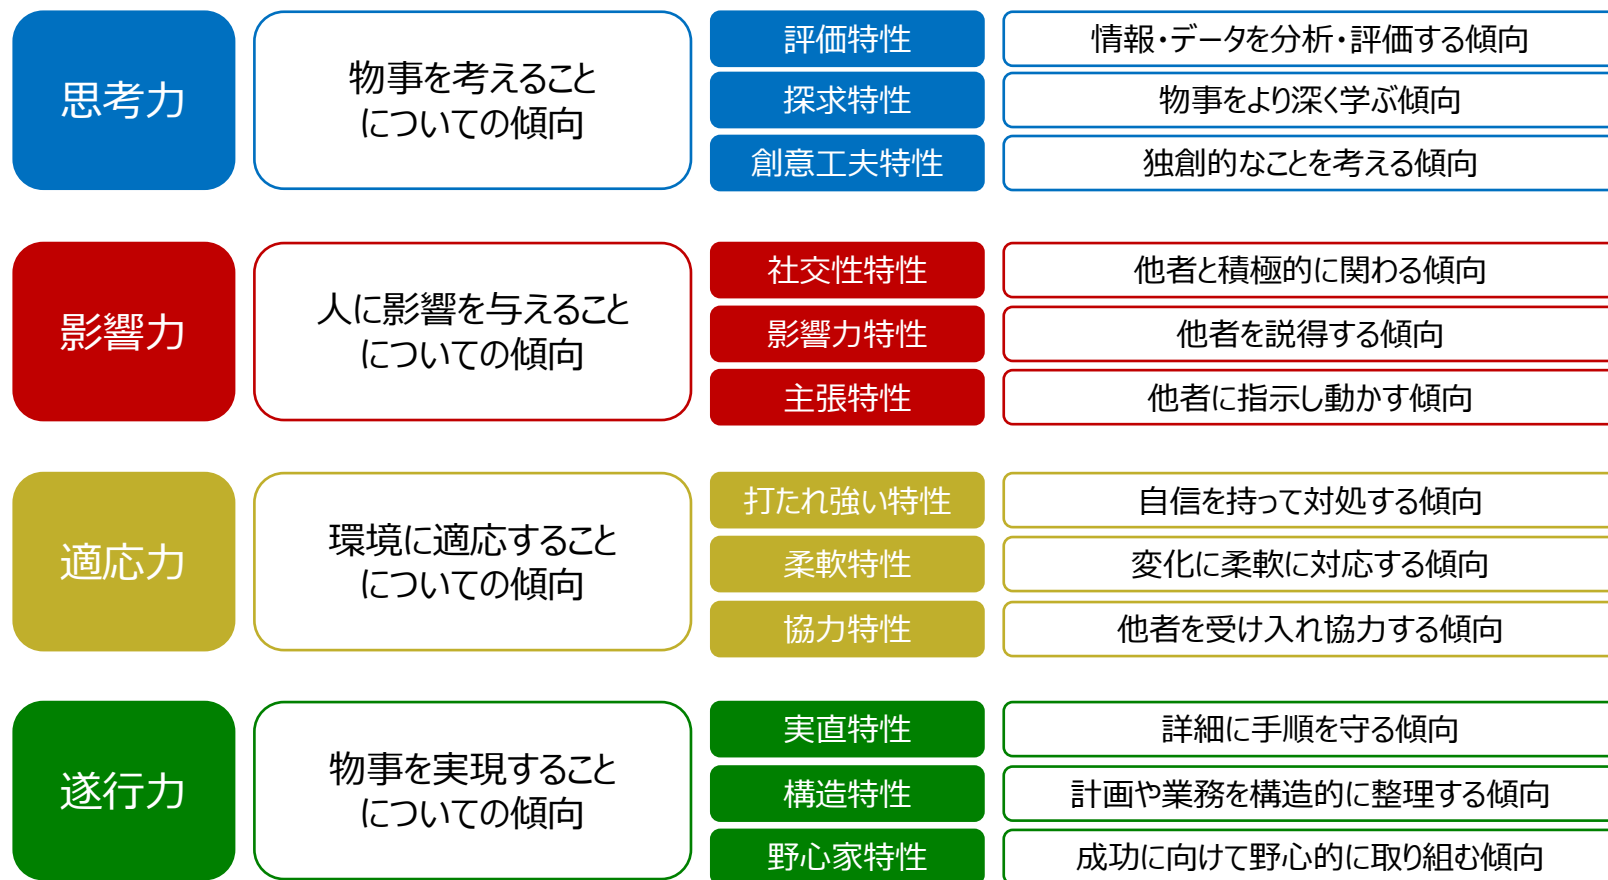 思考力
物事を考えること
についての傾向
評価特性
情報・データを分析・評価する傾向
探求特性
物事をより深く学ぶ傾向
創意工夫特性
独創的なことを考える傾向
影響力
人に影響を与えること
についての傾向
社交性特性
他者と積極的に関わる傾向
影響力特性
他者を説得する傾向
主張特性
他者に指示し動かす傾向
適応力
環境に適応すること
についての傾向
打たれ強い特性
自信を持って対処する傾向
柔軟特性
変化に柔軟に対応する傾向
協力特性
他者を受け入れ協力する傾向
遂行力
物事を実現すること
についての傾向
実直特性
詳細に手順を守る傾向
構造特性
計画や業務を構造的に整理する傾向
野心家特性
成功に向けて野心的に取り組む傾向